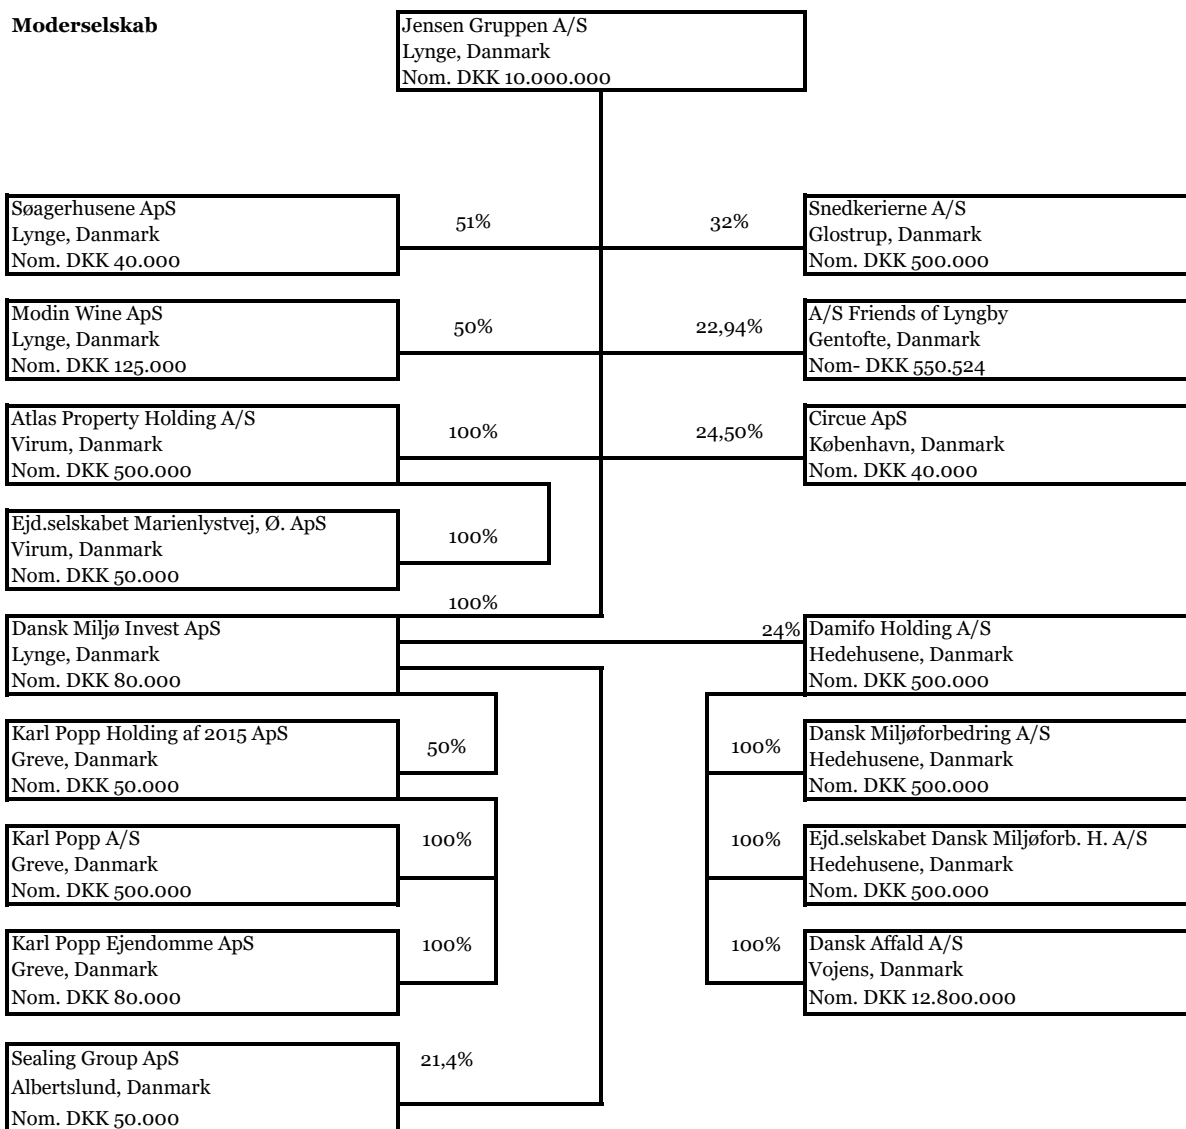 Moderselskab
Jensen Gruppen A/S
Lynge, Danmark
Nom. DKK 10.000.000
Søagerhusene ApS
Lynge, Danmark
Nom. DKK 40.000
51%
32%
Snedkerierne A/S
Glostrup, Danmark
Nom. DKK 500.000
Modin Wine ApS
Lynge, Danmark
Nom. DKK 125.000
50%
22,94%
A/S Friends of Lyngby
Gentofte, Danmark
Nom- DKK 550.524
Atlas Property Holding A/S
Virum, Danmark
Nom. DKK 500.000
100%
24,50%
Circue ApS
København, Danmark
Nom. DKK 40.000
Ejd.selskabet Marienlystvej, Ø. ApS
Virum, Danmark
Nom. DKK 50.000
100%
100%
Dansk Miljø Invest ApS
Lynge, Danmark
Nom. DKK 80.000
24%
Damifo Holding A/S
Hedehusene, Danmark
Nom. DKK 500.000
Karl Popp Holding af 2015 ApS
Greve, Danmark
Nom. DKK 50.000
50%
100%
Dansk Miljøforbedring A/S
Hedehusene, Danmark
Nom. DKK 500.000
Karl Popp A/S
Greve, Danmark
Nom. DKK 500.000
100%
100%
Ejd.selskabet Dansk Miljøforb. H. A/S
Hedehusene, Danmark
Nom. DKK 500.000
Karl Popp Ejendomme ApS
Greve, Danmark
Nom. DKK 80.000
100%
100%
Dansk Affald A/S
Vojens, Danmark
Nom. DKK 12.800.000
Sealing Group ApS
Albertslund, Danmark
Nom. DKK 50.000
21,4%